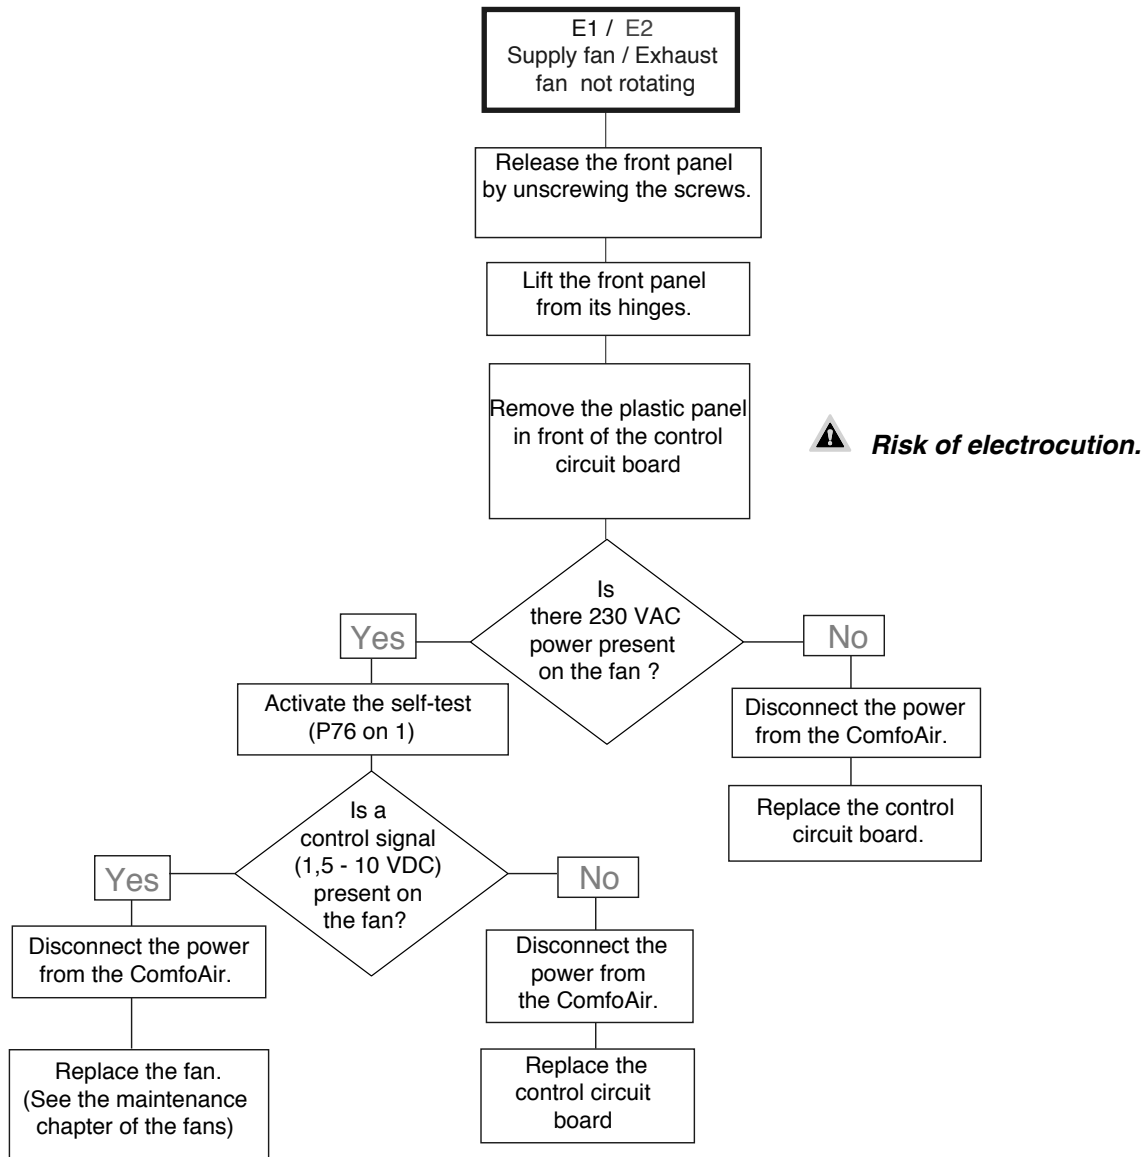 E1 / E2
Supply fan / Exhaust
fan not rotating
Release the front panel
by unscrewing the screws.
Lift the front panel
from its hinges.
Remove the plastic panel
in front of the control
circuit board
Risk of electrocution.
Is
there 230 VAC
power present
on the fan ?
Yes
No
Activate the self-test
(P76 on 1)
Disconnect the power
from the ComfoAir.
Replace the control
circuit board.
Is a
control signal
(1,5 - 10 VDC)
present on
the fan?
Yes
No
Disconnect the power
from the ComfoAir.
Disconnect the
power from
the ComfoAir.
Replace the fan.
(See the maintenance
chapter of the fans)
Replace the
control circuit
board